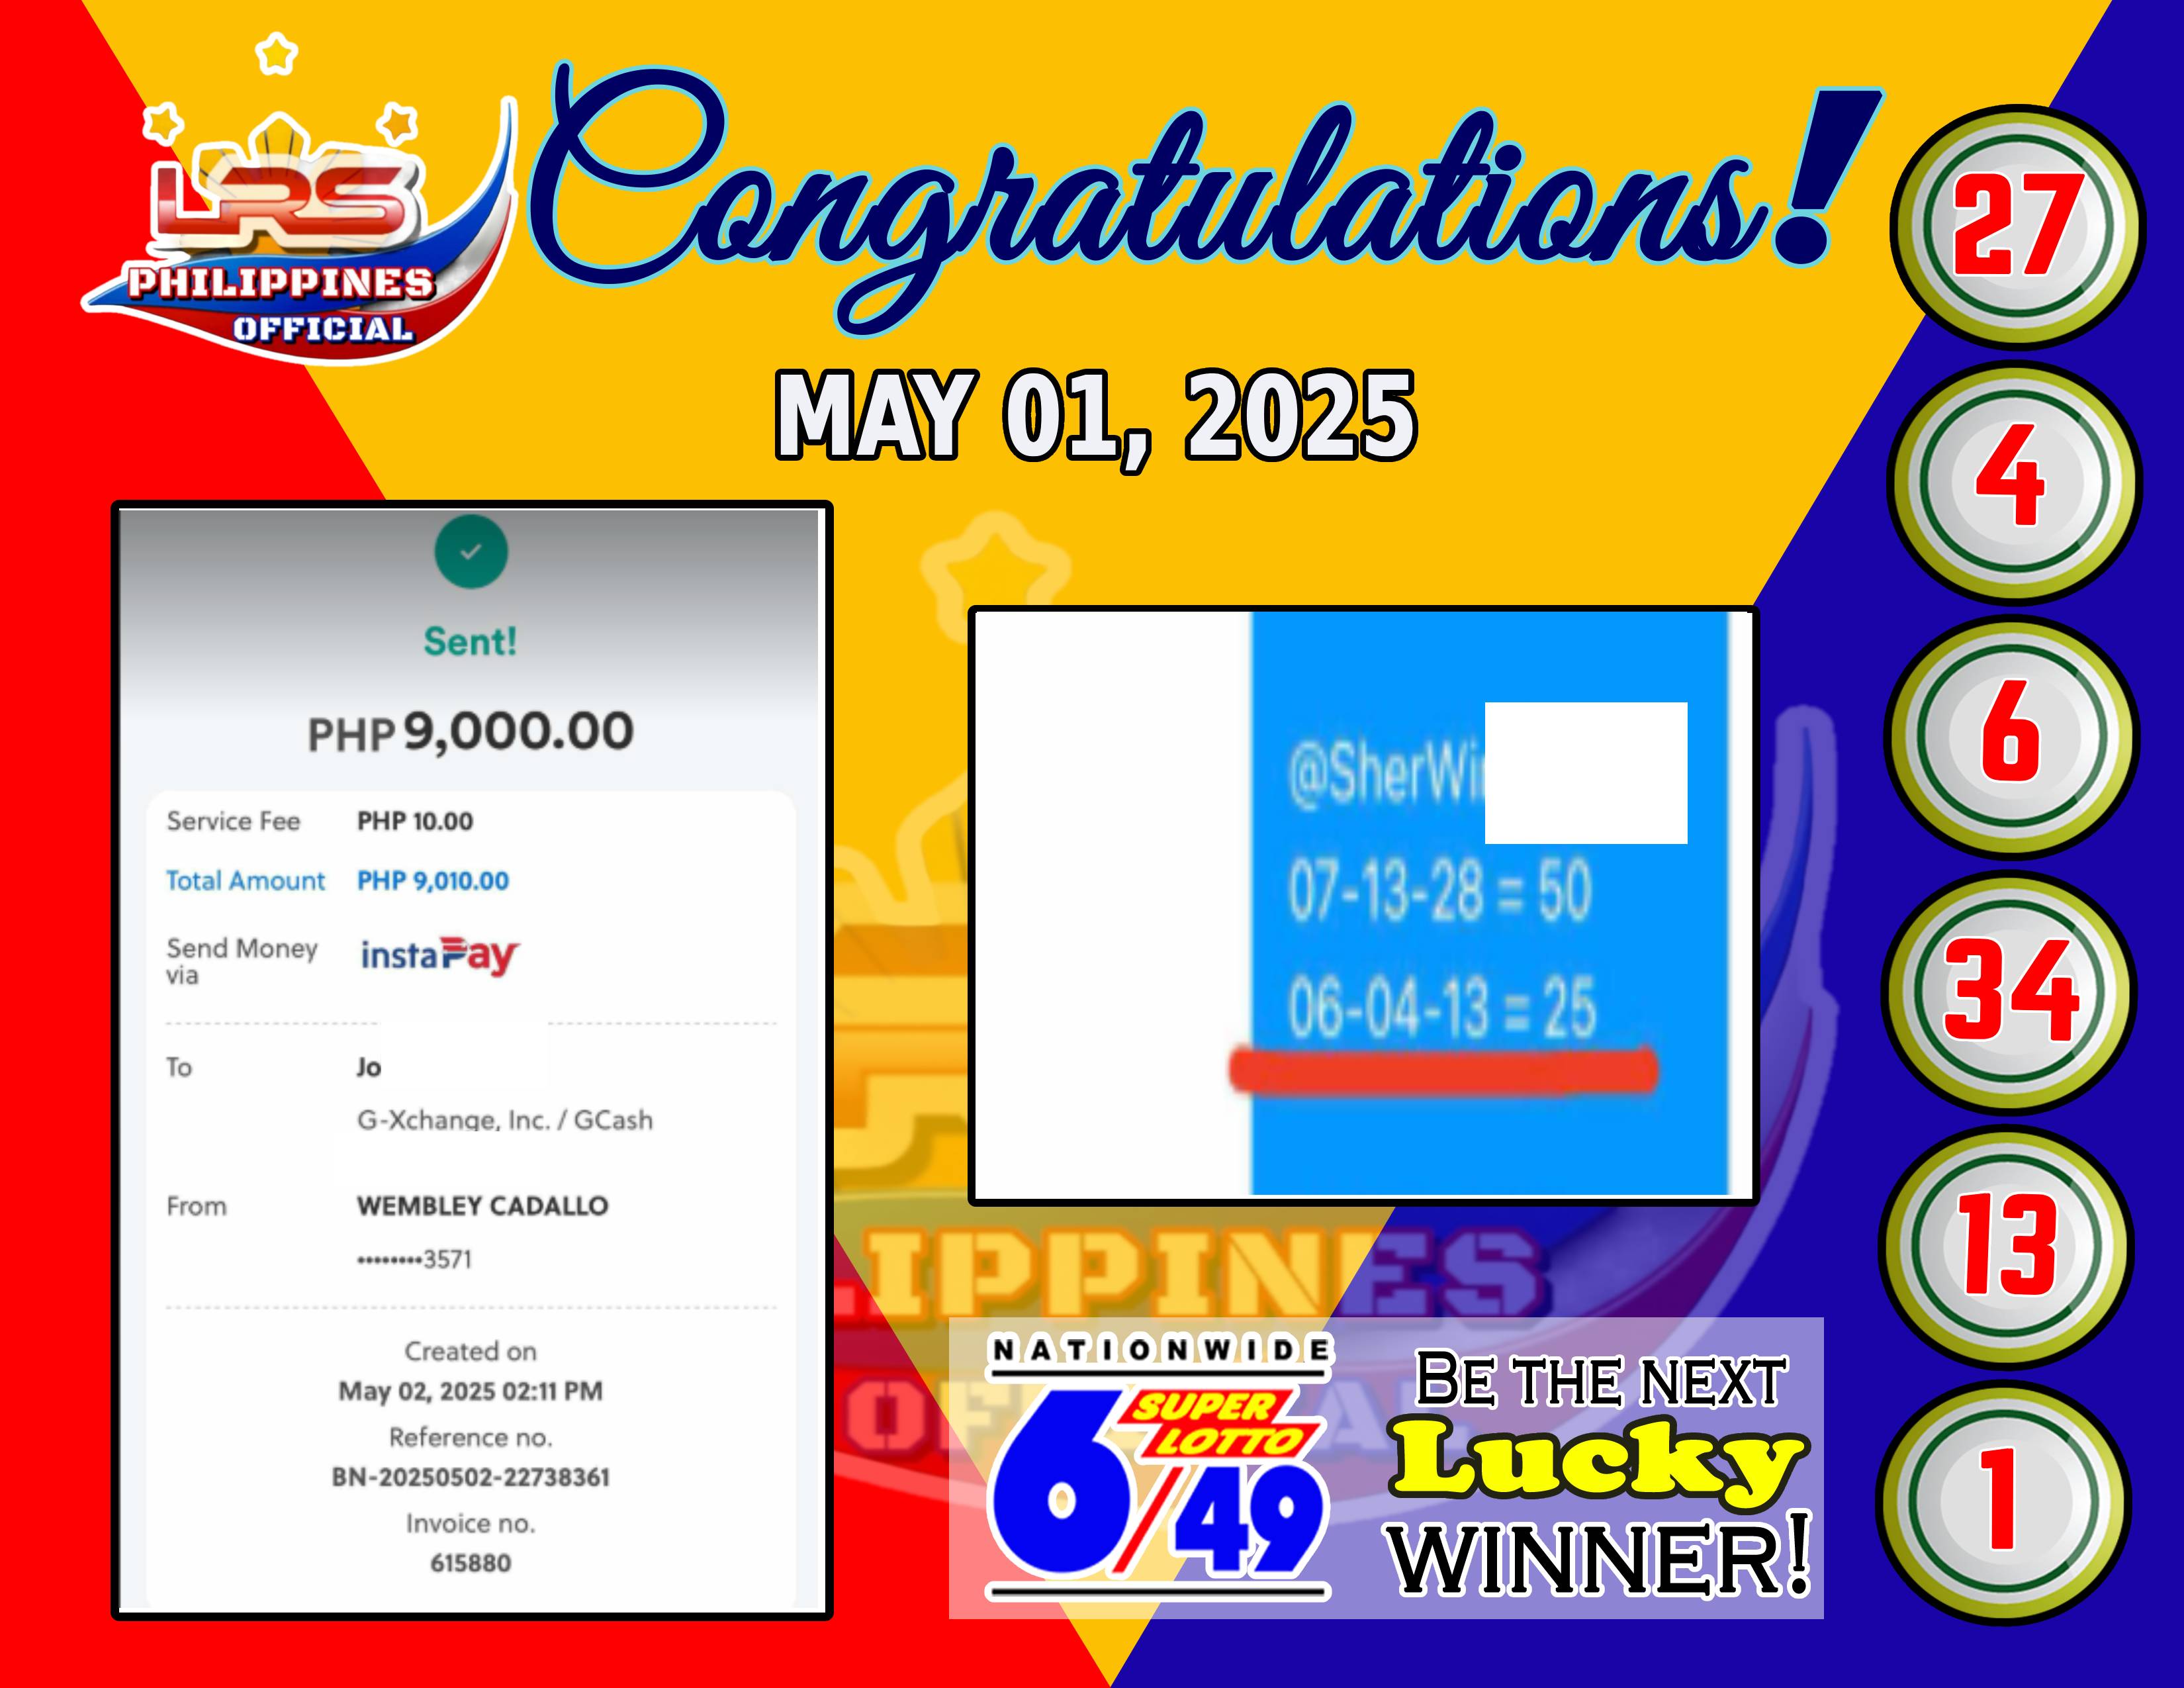 LRS
PHILIPPINES
OFFICIAL
Congratulations!
MAY 01, 2025
Sent!
PHP 9,000.00
Service Fee PHP 10.00
Total Amount PHP 9,010.00
Send Money via instaPay
To Jo
G-Xchange, Inc. / GCash
From WEMBLEY CADALLO
••••••••3571
Created on
May 02, 2025 02:11 PM
Reference no.
BN-20250502-22738361
Invoice no.
615880
@SherWi
07-13-28 = 50
06-04-13 = 25
NATIONWIDE
6/49
SUPER
LOTTO
BE THE NEXT
Lucky
WINNER!
27
4
6
34
13
1